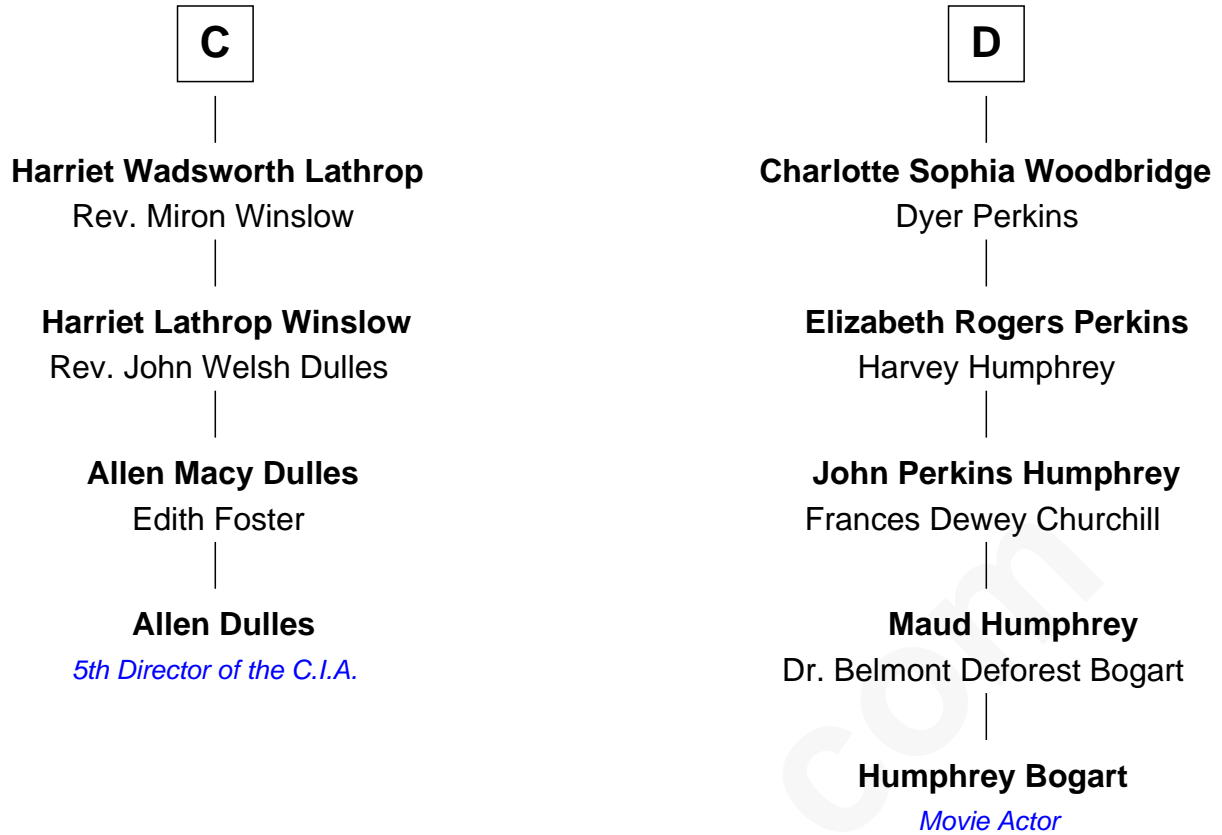 C
Harriet Wadsworth Lathrop
Rev. Miron Winslow
Harriet Lathrop Winslow
Rev. John Welsh Dulles
Allen Macy Dulles
Edith Foster
Allen Dulles
5th Director of the C.I.A.
D
Charlotte Sophia Woodbridge
Dyer Perkins
Elizabeth Rogers Perkins
Harvey Humphrey
John Perkins Humphrey
Frances Dewey Churchill
Maud Humphrey
Dr. Belmont Deforest Bogart
Humphrey Bogart
Movie Actor
com